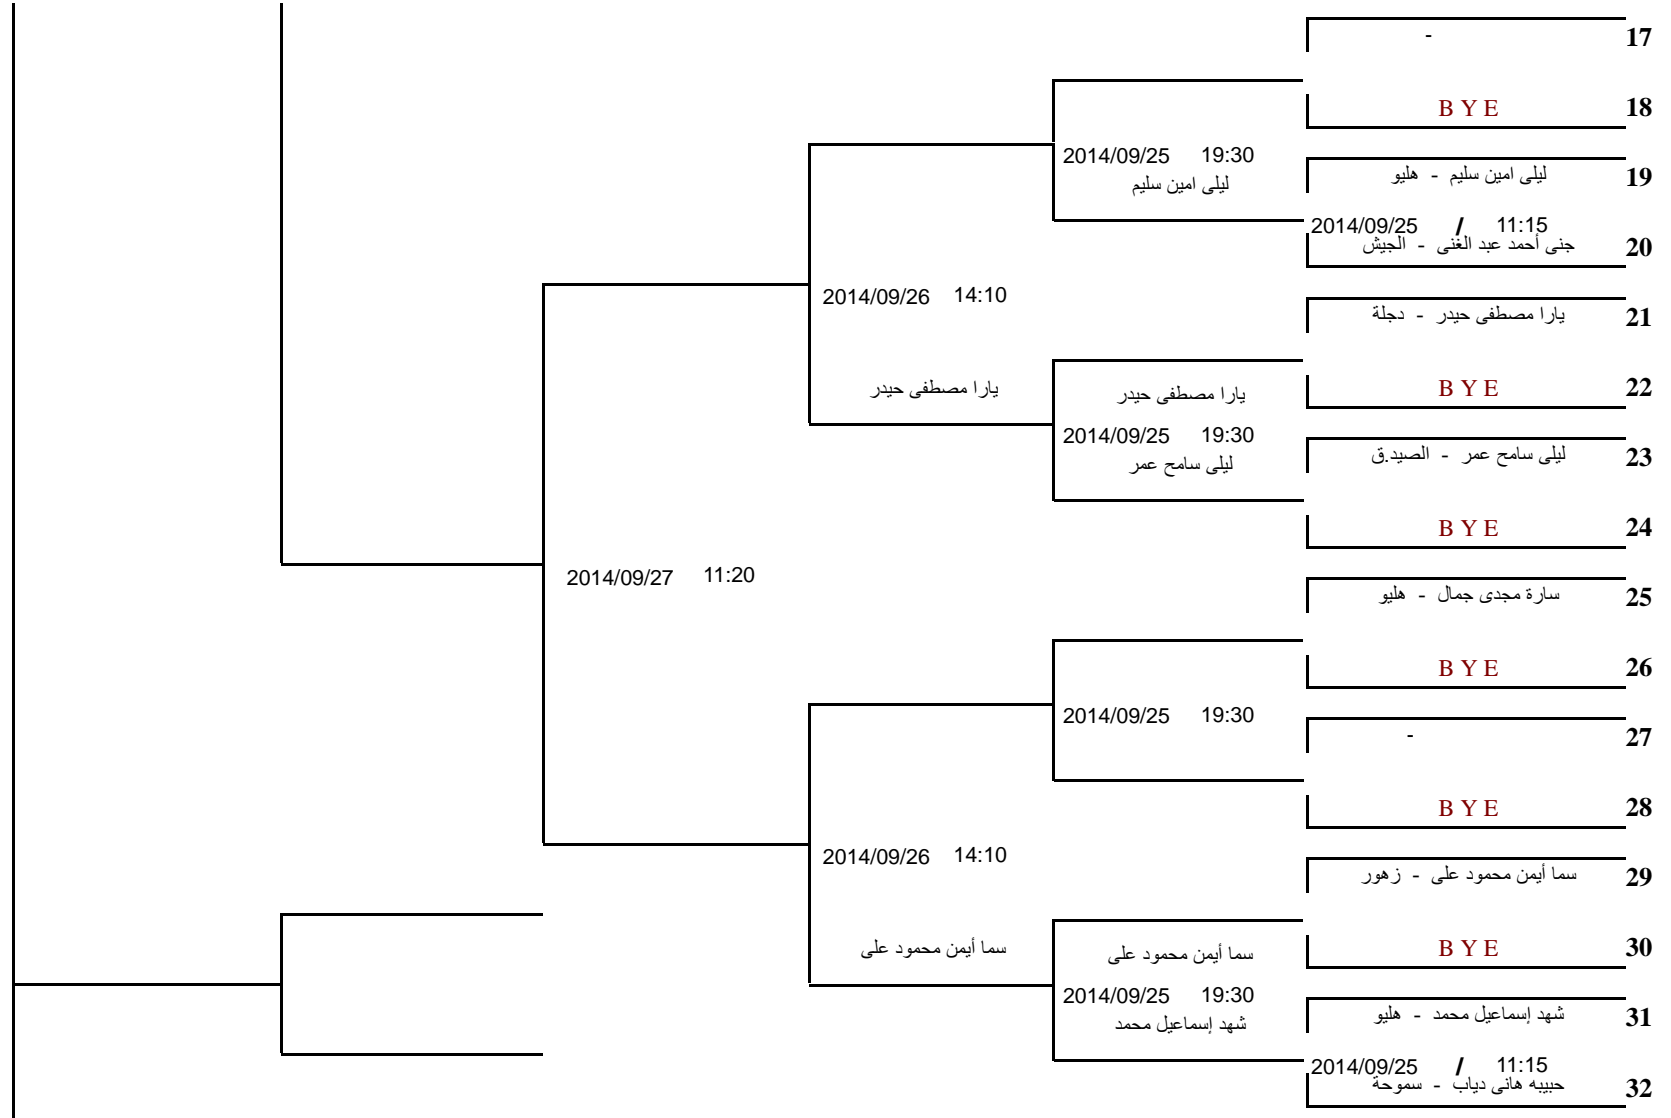 - 17
B Y E 18
2014/09/25 19:30
ليلى امين سليم
ليلى امين سليم - هليو 19
2014/09/25 / 11:15
جنى أحمد عبد الغنى - الجيش 20
2014/09/26 14:10
يارا مصطفى حيدر - دجلة 21
يارا مصطفى حيدر
يارا مصطفى حيدر
B Y E 22
2014/09/25 19:30
ليلى سامح عمر
ليلى سامح عمر - الصيد.ق 23
B Y E 24
2014/09/27 11:20
سارة مجدى جمال - هليو 25
B Y E 26
2014/09/25 19:30
- 27
B Y E 28
2014/09/26 14:10
سما أيمن محمود على - زهور 29
سما أيمن محمود على
سما أيمن محمود على
B Y E 30
2014/09/25 19:30
شهد إسماعيل محمد
شهد إسماعيل محمد - هليو 31
2014/09/25 / 11:15
حبيبه هانى دياب - سموحة 32